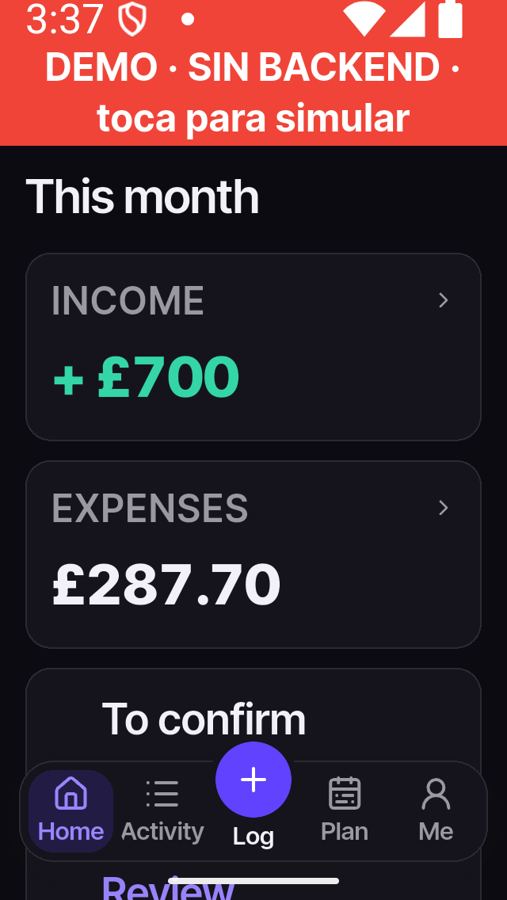 3:37
DEMO · SIN BACKEND ·
toca para simular
This month
INCOME
+ £700
EXPENSES
£287.70
To confirm
Home
Activity
Log
Plan
Me
Review